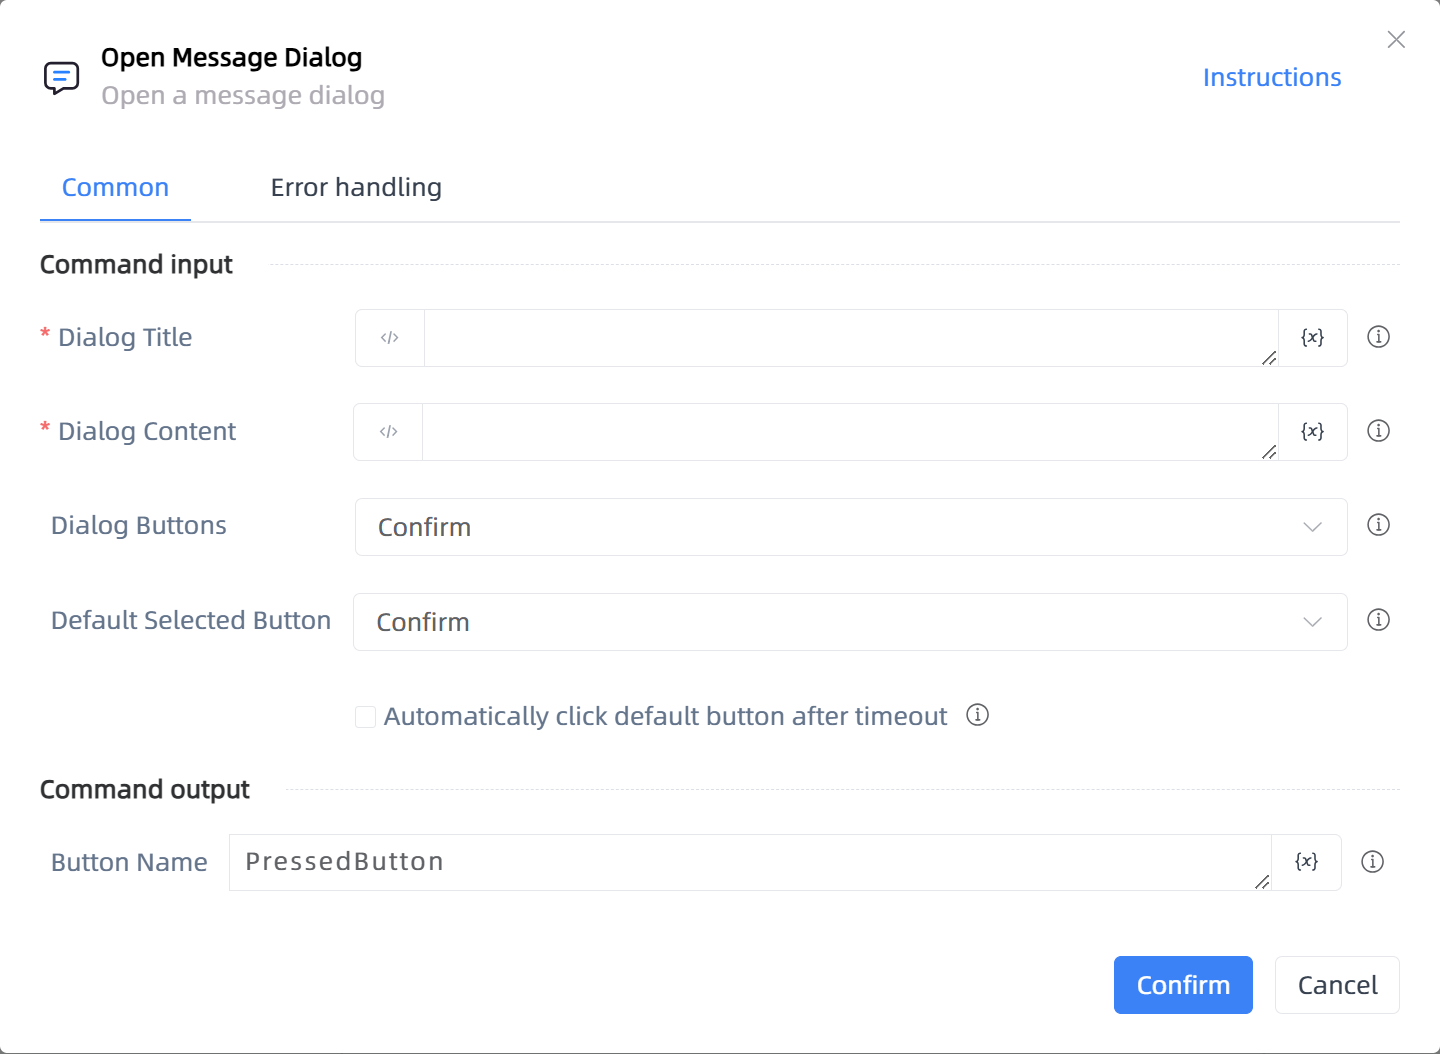 Open Message Dialog
Open a message dialog
Instructions
Common
Error handling
Command input
* Dialog Title
</>
{x}
* Dialog Content
</>
{x}
Dialog Buttons
Confirm
Default Selected Button
Confirm
Automatically click default button after timeout
Command output
Button Name
PressedButton
{x}
Confirm
Cancel